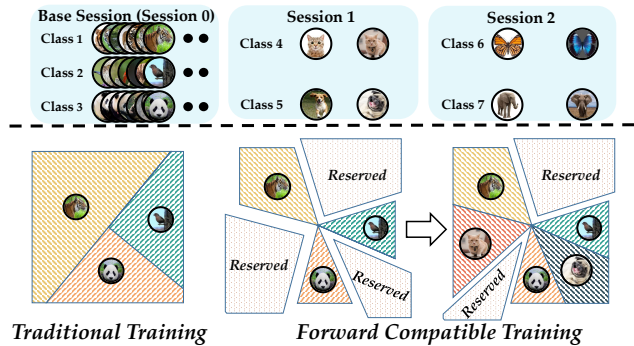 Base Session (Session 0)
Class 1
Class 2
Class 3
Session 1
Class 4
Class 5
Session 2
Class 6
Class 7
Reserved
Reserved
Reserved
Reserved
Reserved
Traditional Training
Forward Compatible Training